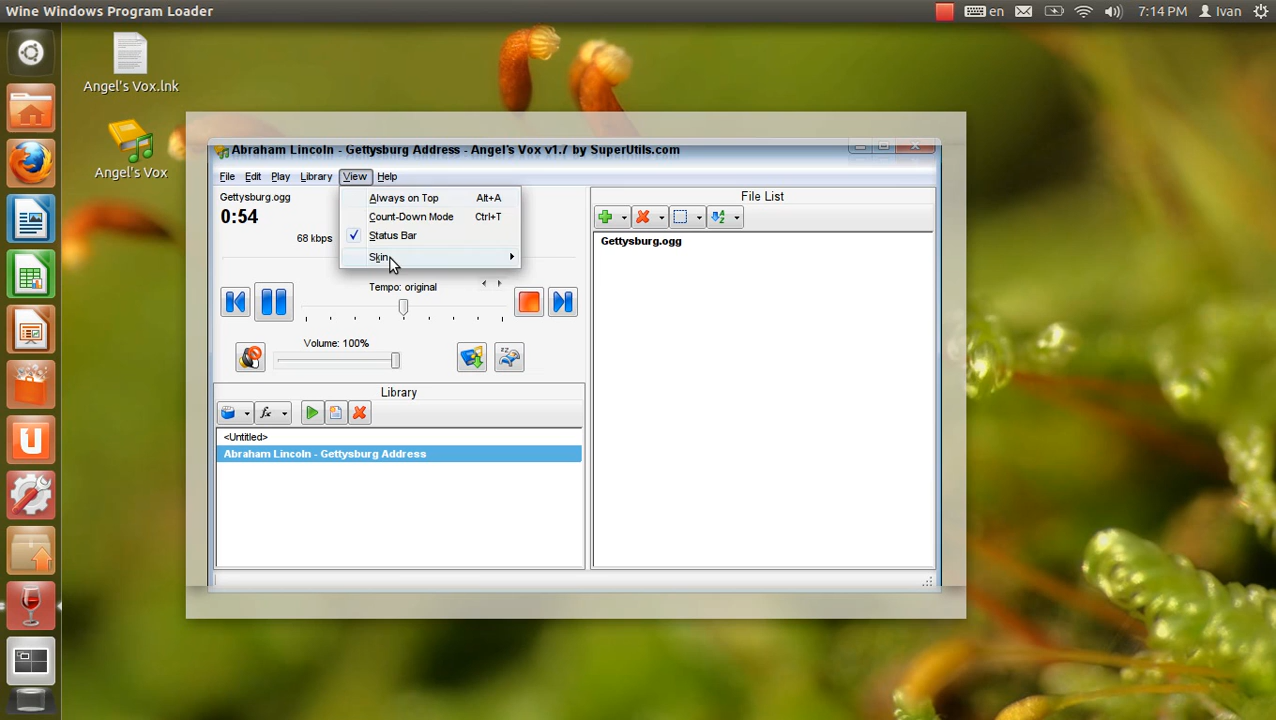 Wine Windows Program Loader
en
7:14 PM
Ivan
Angel's Vox.lnk
Angel's Vox
Abraham Lincoln - Gettysburg Address - Angel's Vox v1.7 by SuperUtils.com
File Edit Play Library View Help
Gettysburg.ogg
0:54
68 kbps
Always on Top Alt+A
Count-Down Mode Ctrl+T
Status Bar
Skin
Tempo: original
Volume: 100%
Library
fx
<Untitled>
Abraham Lincoln - Gettysburg Address
File List
Gettysburg.ogg